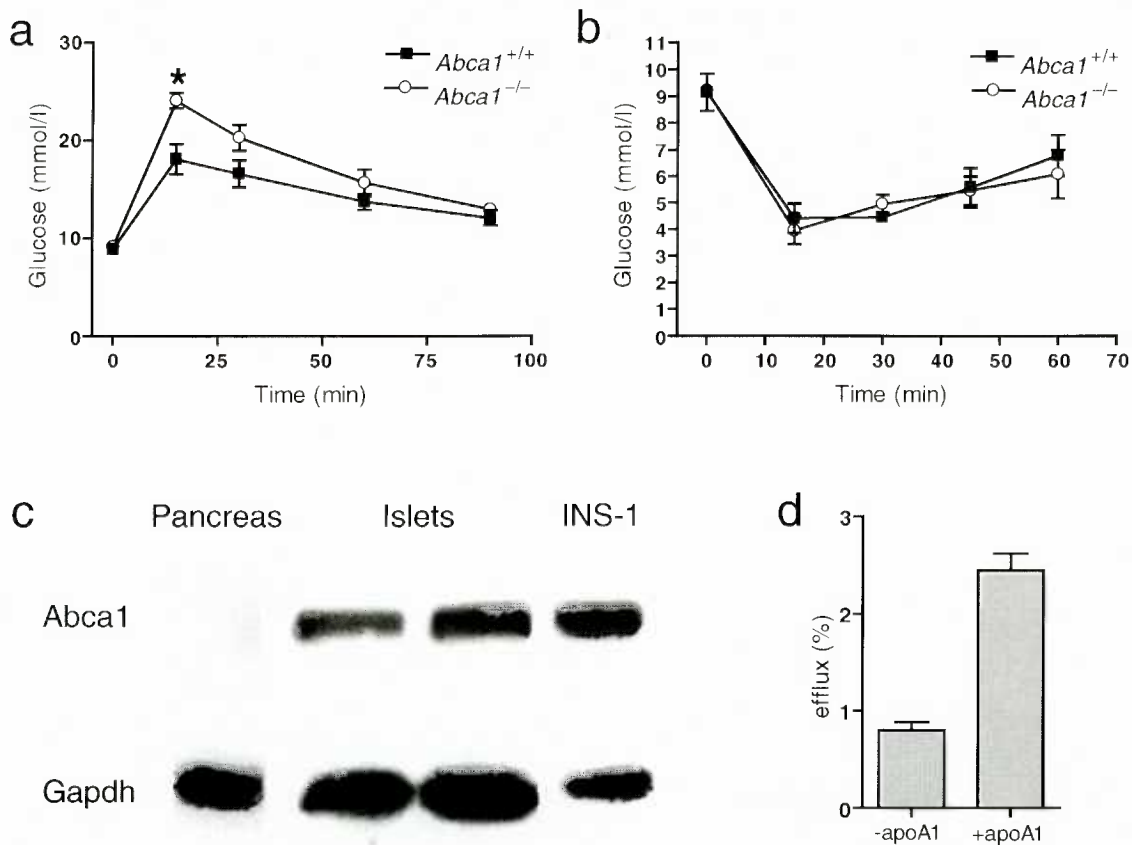 a
30
20
10
0
Glucose (mmol/l)
0 25 50 75 100
Time (min)
*
Abca1+/+
Abca1−/−
b
11
10
9
8
7
6
5
4
3
2
1
0
Glucose (mmol/l)
0 10 20 30 40 50 60 70
Time (min)
Abca1+/+
Abca1−/−
c
Pancreas Islets INS-1
Abca1
Gapdh
d
3
2
1
0
efflux (%)
-apoA1 +apoA1